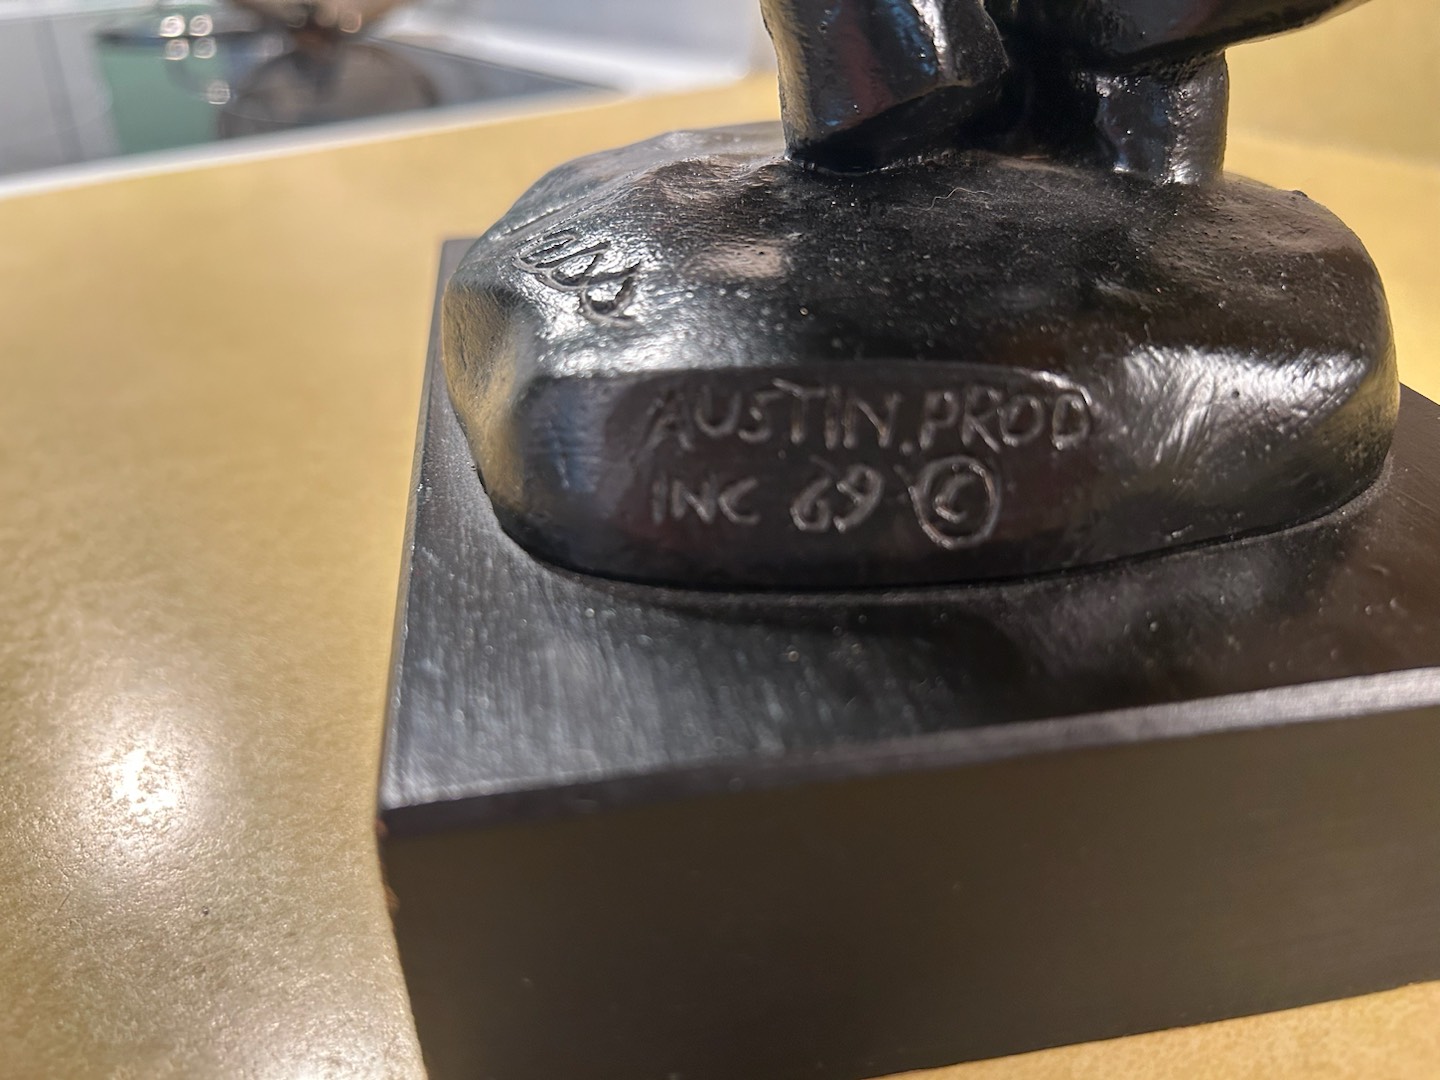 AUSTIN. PROD
INC 69 ©